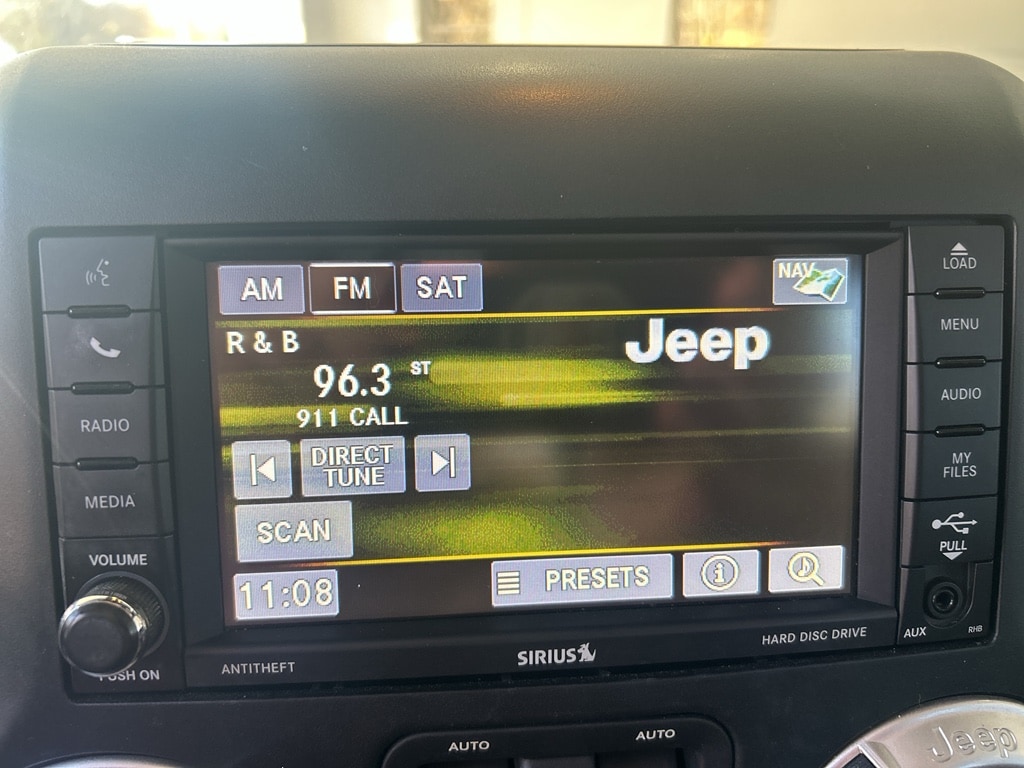 AM FM SAT NAV
R & B
Jeep
96.3 ST
911 CALL
DIRECT
TUNE
SCAN
11:08 PRESETS
RADIO
MEDIA
VOLUME
PUSH ON
LOAD
MENU
AUDIO
MY
FILES
PULL
AUX RHB
ANTITHEFT SIRIUS HARD DISC DRIVE
AUTO AUTO
Jeep